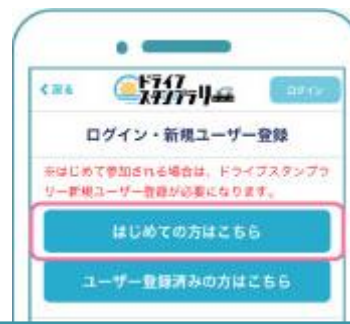 く戻る
ドライブ
スタンプラリー
ログイン
ログイン・新規ユーザー登録
※はじめて参加される場合は、ドライブスタンプラ
リー新規ユーザー登録が必要になります。
はじめての方はこちら
ユーザー登録済みの方はこちら